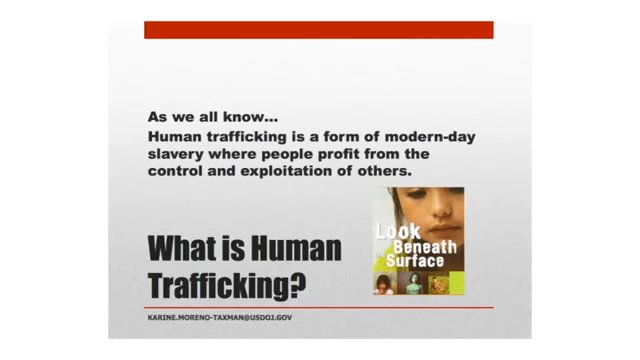 As we all know...
Human trafficking is a form of modern-day
slavery where people profit from the
control and exploitation of others.
Look
Beneath
the
Surface
What is Human
Trafficking?
KARINE.MORENO-TAXMAN@USDOJ.GOV